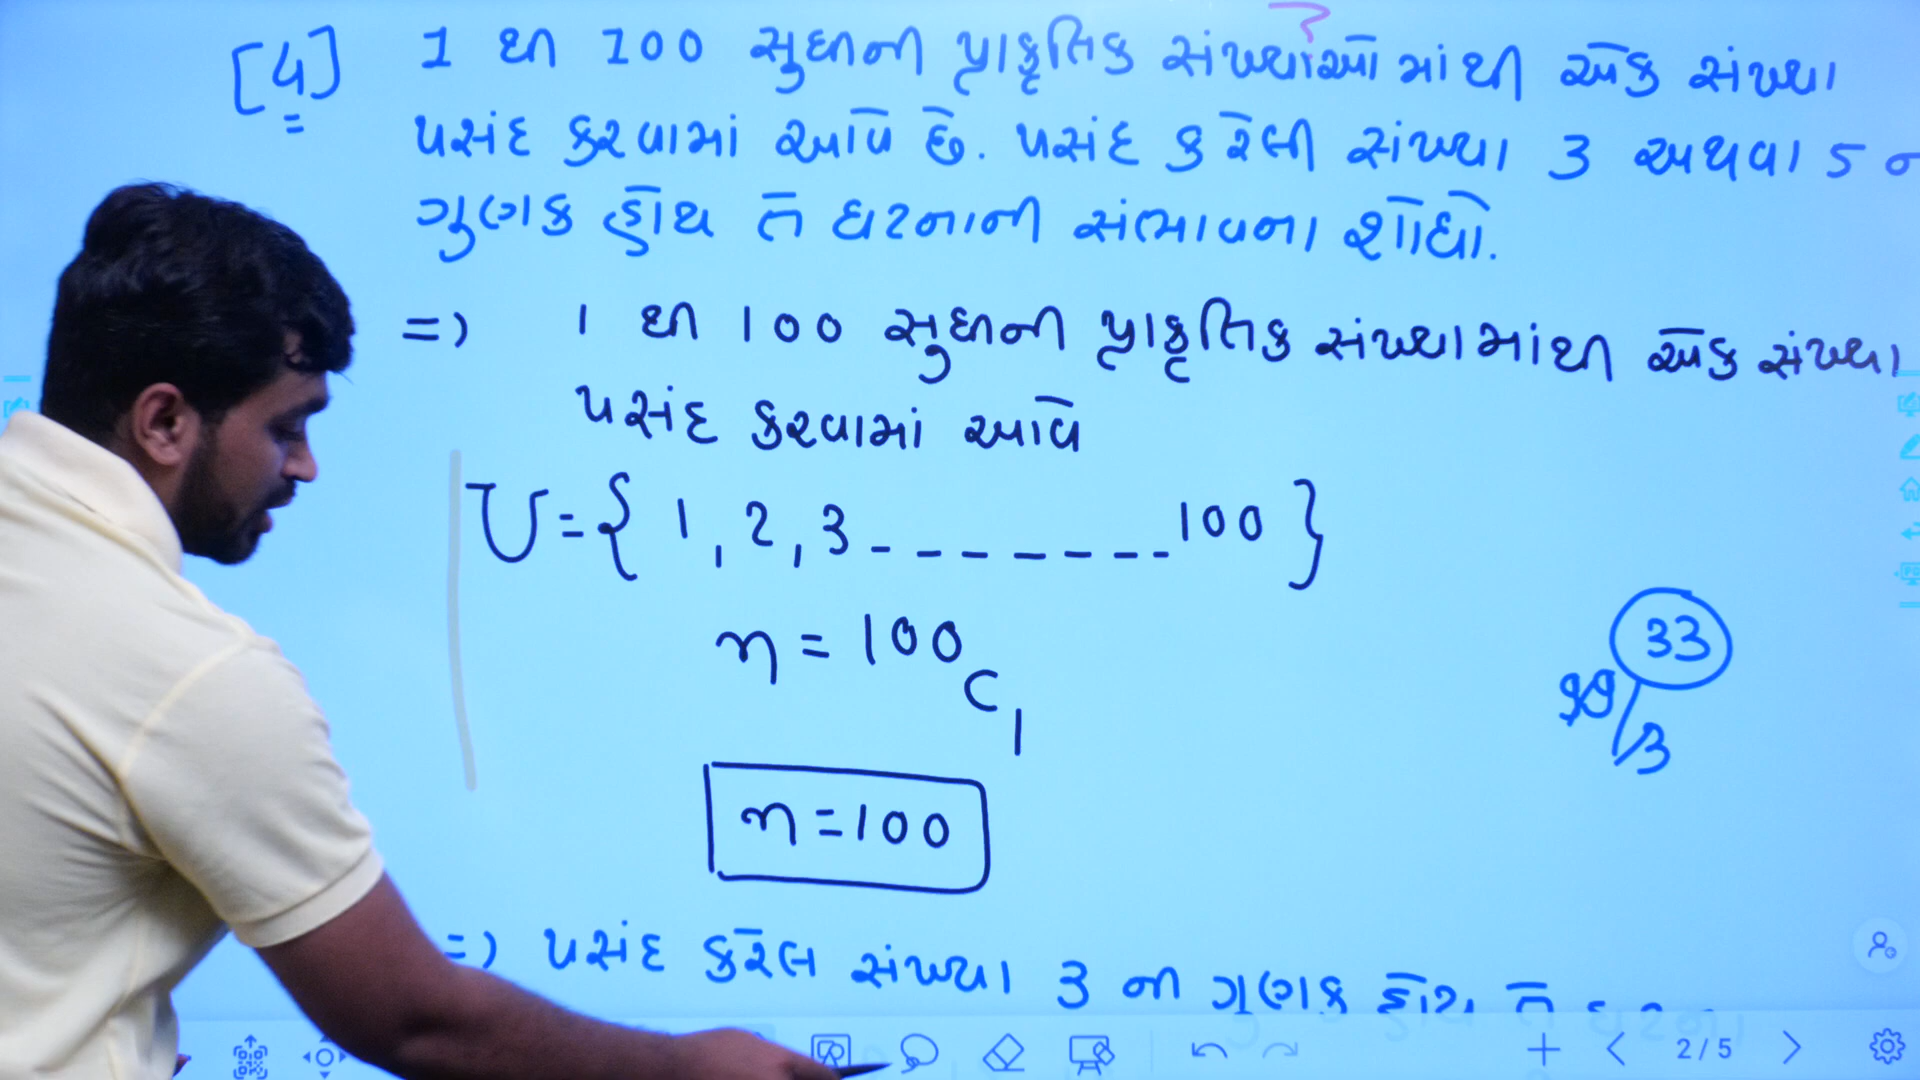 [4] 1 થી 100 સુધીની પ્રાકૃતિક સંખ્યાઓમાંથી એક સંખ્યા
પસંદ કરવામાં આવે છે. પસંદ કરેલી સંખ્યા 3 અથવા 5 ન
ગુણક હોય તે ઘટનાની સંભાવના શોધો.
=> 1 થી 100 સુધીની પ્રાકૃતિક સંખ્યામાંથી એક સંખ્યા
પસંદ કરવામાં આવે
U = { 1, 2, 3 - - - - - - - 100 }
n = 100C1
33
99/3
n = 100
=> પસંદ કરેલ સંખ્યા 3 ની ગુણક હોય તે
2/5